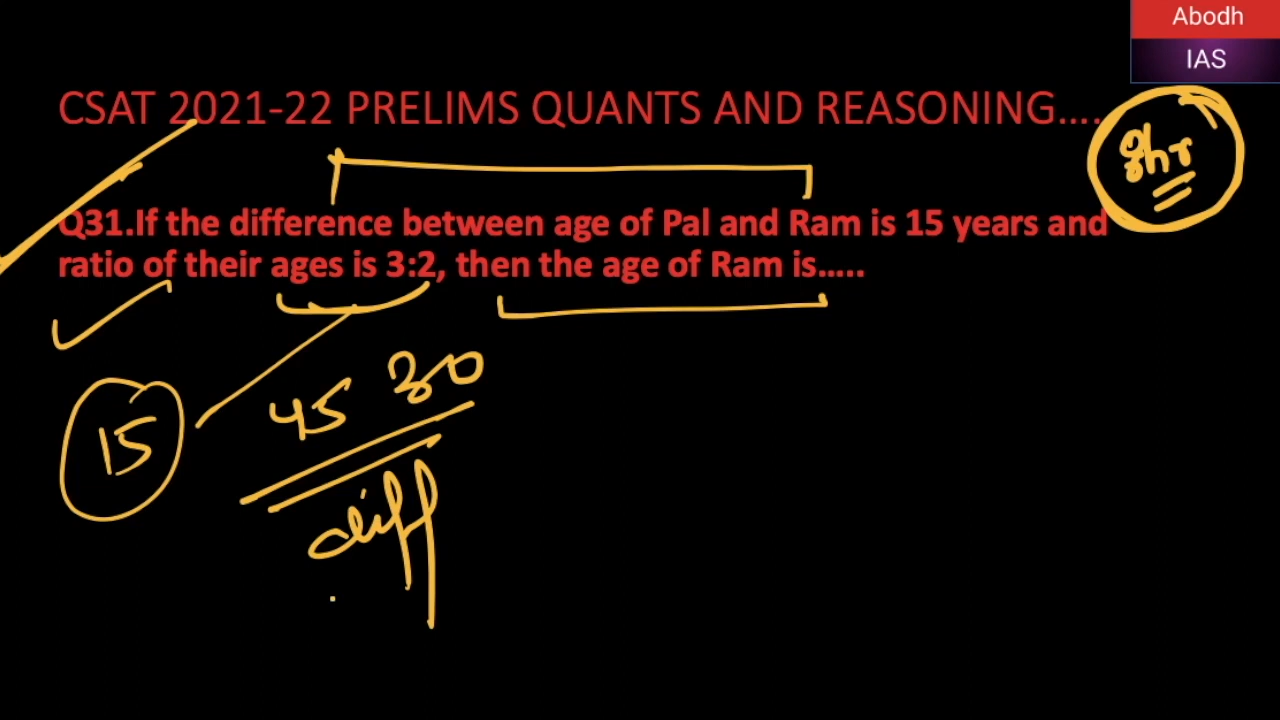 Abodh
IAS
CSAT 2021-22 PRELIMS QUANTS AND REASONING....
8hr
Q31.If the difference between age of Pal and Ram is 15 years and
ratio of their ages is 3:2, then the age of Ram is.....
45 30
15
diff